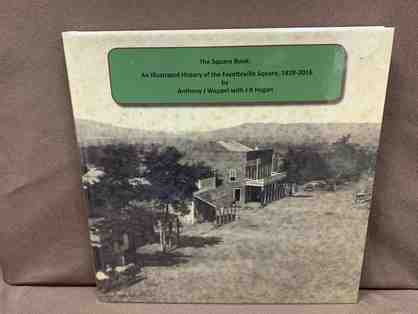 The Square Book:
An Illustrated History of the Fayetteville Square, 1828-2016
by
Anthony J Wappel with J B Hogan